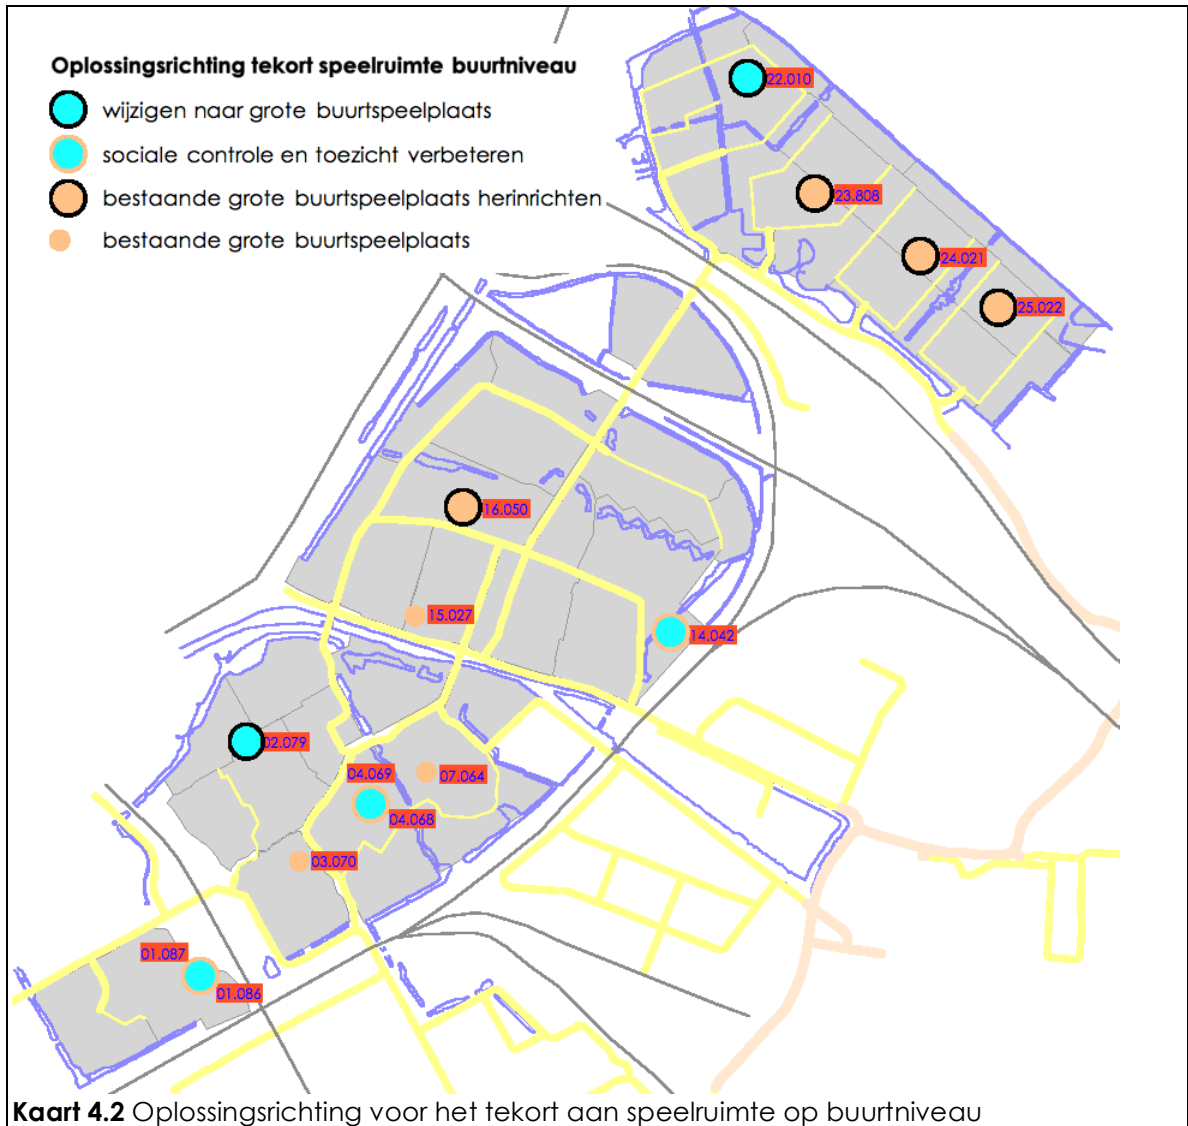 Oplossingsrichting tekort speelruimte buurtniveau
wijzigen naar grote buurtspeelplaats
sociale controle en toezicht verbeteren
bestaande grote buurtspeelplaats herinrichten
bestaande grote buurtspeelplaats
22.010
23.808
24.021
25.022
16.050
15.027
14.042
02.079
04.069
07.064
04.068
03.070
01.087
01.086
Kaart 4.2 Oplossingsrichting voor het tekort aan speelruimte op buurtniveau